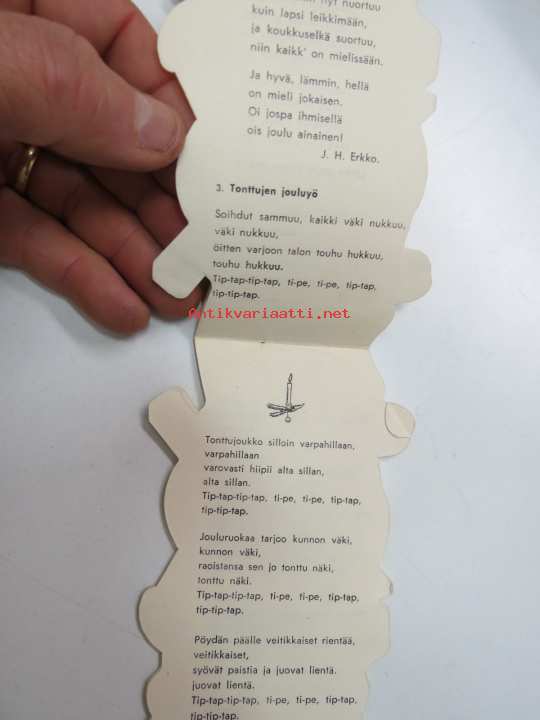 nyt nuortuu
kuin lapsi leikkimään,
ja koukkuselkä suortuu,
niin kaikk' on mielissään.
Ja hyvä, lämmin, hellä
on mieli jokaisen.
Oi jospa ihmisellä
ois joulu ainainen!
J. H. Erkko.
3. Tonttujen jouluyö
Soihdut sammuu, kaikki väki nukkuu,
väki nukkuu,
öitten varjoon talon touhu hukkuu,
touhu hukkuu.
Tip-tap-tip-tap, ti-pe, ti-pe, tip-tap,
tip-tip-tap.
Antikvariaatti.net
Tonttujoukko silloin varpahillaan,
varpahillaan
varovasti hiipii alta sillan,
alta sillan.
Tip-tap-tip-tap, ti-pe, ti-pe, tip-tap,
tip-tip-tap.
Jouluruokaa tarjoo kunnon väki,
kunnon väki,
raoistansa sen jo tonttu näki,
tonttu näki.
Tip-tap-tip-tap, ti-pe, ti-pe, tip-tap,
tip-tip-tap.
Pöydän päälle veitikkaiset rientää,
veitikkaiset,
syövät paistia ja juovat lientä.
juovat lientä.
Tip-tap-tip-tap, ti-pe, ti-pe, tip-tap.
tip-tip-tap.